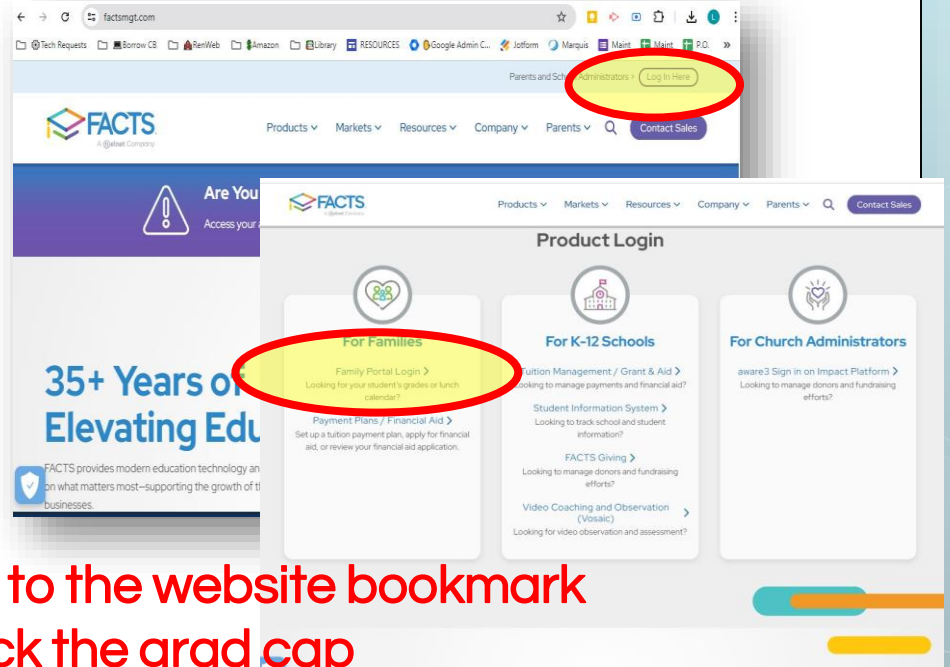 factsmgt.com
Tech Requests Borrow CB RenWeb Amazon Library RESOURCES Google Admin C... Jotform Marquis Maint Maint P.O. »
Parents and School Administrators > Log In Here
FACTS
A Nelnet Company
Products Markets Resources Company Parents Contact Sales
Are You
Access your
35+ Years of
Elevating Edu
FACTS provides modern education technology an
on what matters most—supporting the growth of t
businesses.
FACTS
Products Markets Resources Company Parents Contact Sales
Product Login
For Families
Family Portal Login >
Looking for your student's grades or lunch
calendar?
Payment Plans / Financial Aid >
Set up a tuition payment plan, apply for financial
aid, or review your financial aid application.
For K-12 Schools
Tuition Management / Grant & Aid >
Looking to manage payments and financial aid?
Student Information System >
Looking to track school and student
information?
FACTS Giving >
Looking to manage donors and fundraising
efforts?
Video Coaching and Observation
(Vosaic) >
Looking for video observation and assessment?
For Church Administrators
aware3 Sign in on Impact Platform >
Looking to manage donors and fundraising
efforts?
to the website bookmark
ck the grad cap